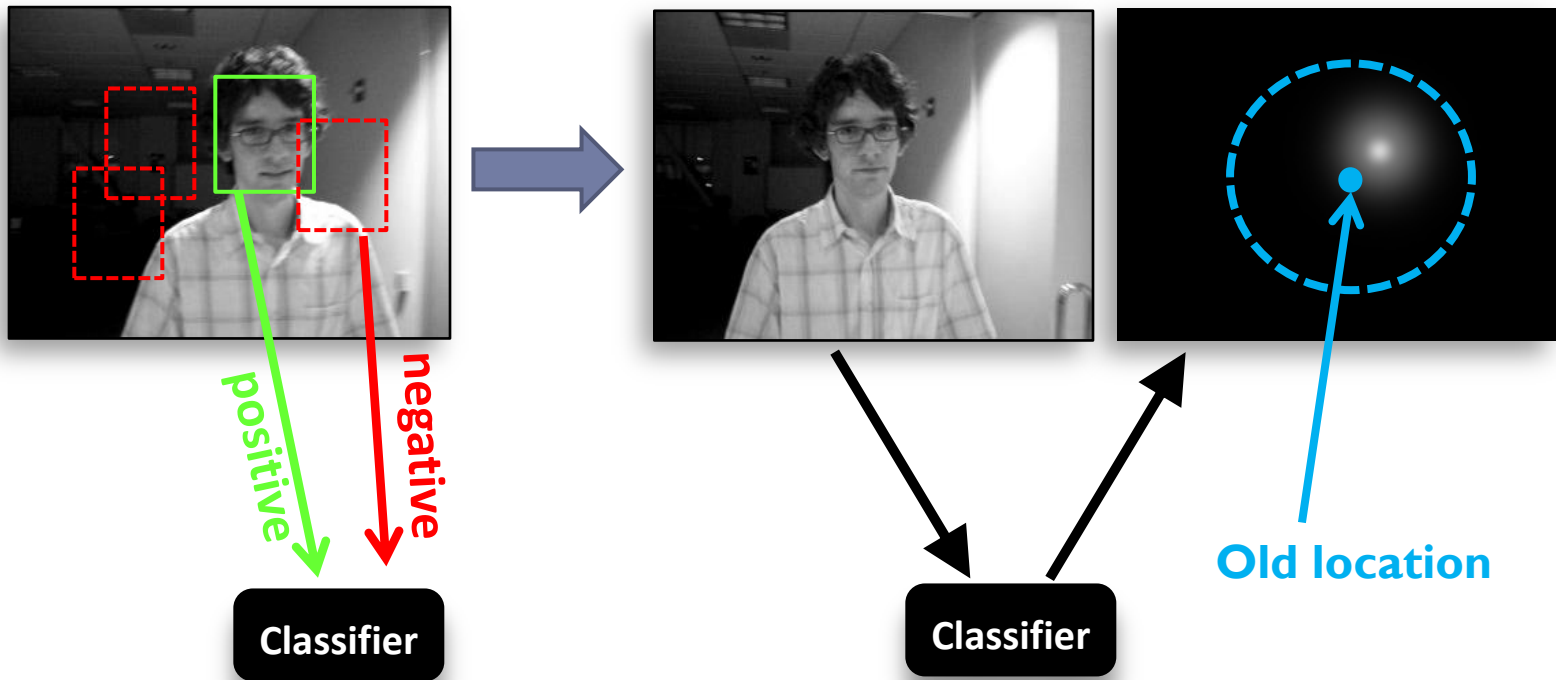 positive
negative
Old location
Classifier
Classifier